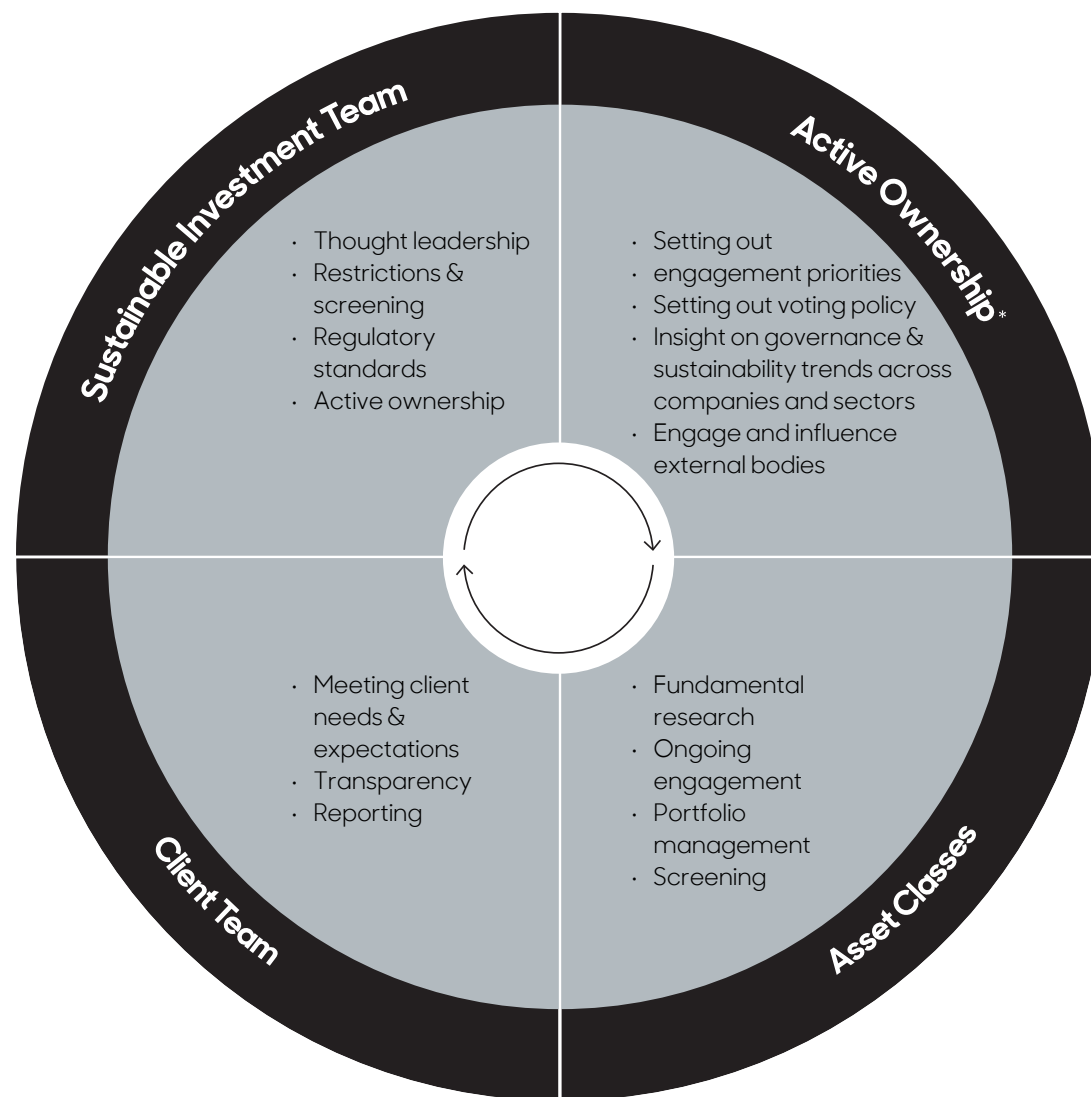 Sustainable Investment Team
· Thought leadership
· Restrictions &
screening
· Regulatory
standards
· Active ownership
Active Ownership*
· Setting out
· engagement priorities
· Setting out voting policy
· Insight on governance &
sustainability trends across
companies and sectors
· Engage and influence
external bodies
Client Team
· Meeting client
needs &
expectations
· Transparency
· Reporting
Asset Classes
· Fundamental
research
· Ongoing
engagement
· Portfolio
management
· Screening